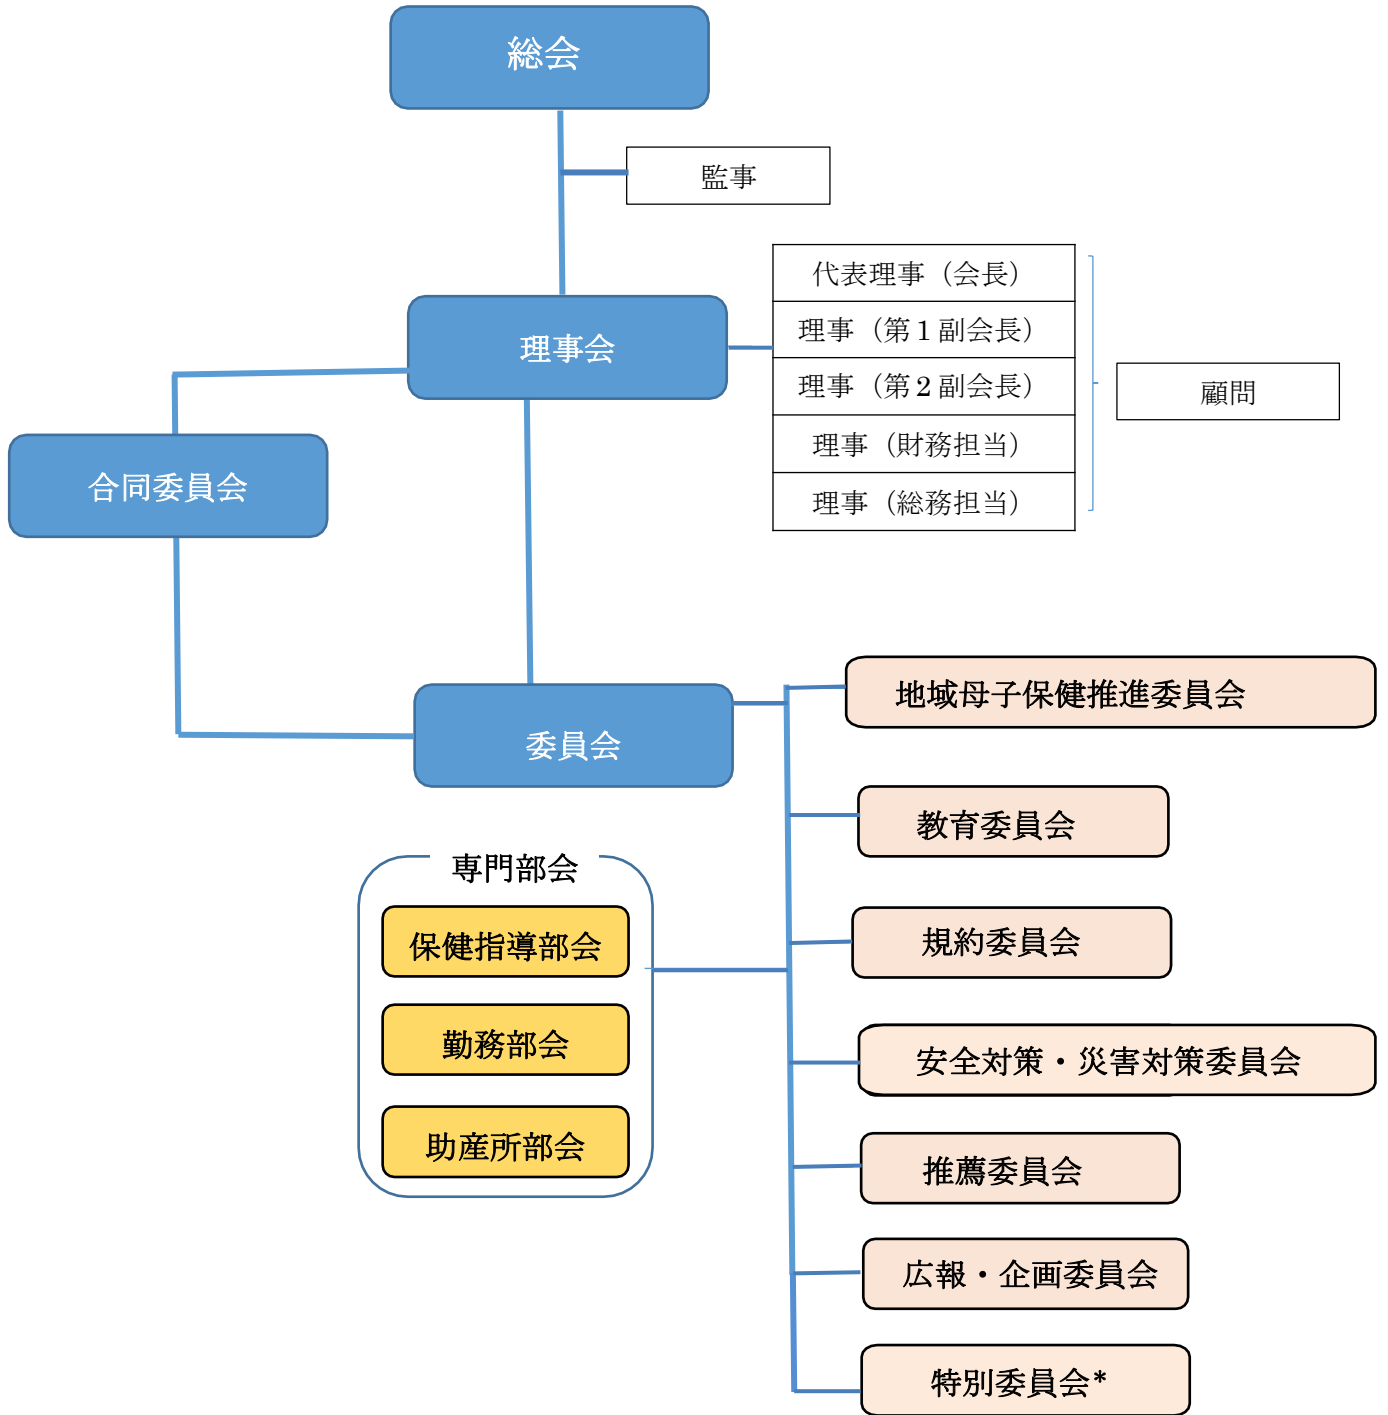 総会
監事
代表理事（会長）
理事（第１副会長）
理事会
理事（第２副会長）
顧問
理事（財務担当）
合同委員会
理事（総務担当）
地域母子保健推進委員会
委員会
教育委員会
専門部会
保健指導部会
規約委員会
勤務部会
安全対策・災害対策委員会
助産所部会
推薦委員会
広報・企画委員会
特別委員会*